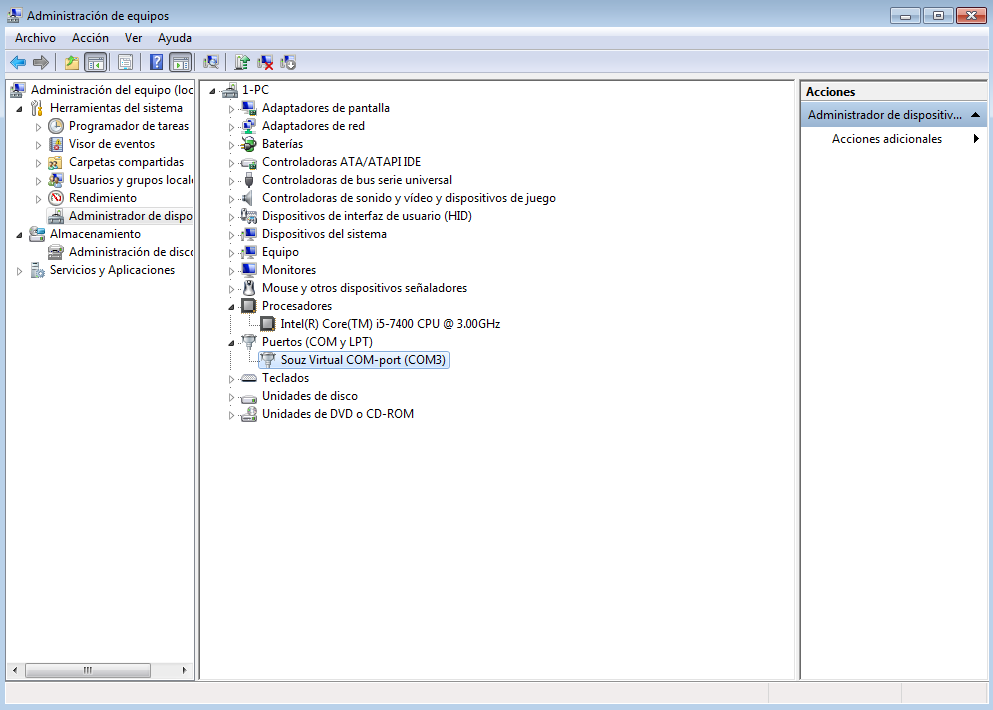 Administración de equipos
Archivo Acción Ver Ayuda
Administración del equipo (loc
Herramientas del sistema
Programador de tareas
Visor de eventos
Carpetas compartidas
Usuarios y grupos locale
Rendimiento
Administrador de dispo
Almacenamiento
Administración de disco
Servicios y Aplicaciones
1-PC
Adaptadores de pantalla
Adaptadores de red
Baterías
Controladoras ATA/ATAPI IDE
Controladoras de bus serie universal
Controladoras de sonido y vídeo y dispositivos de juego
Dispositivos de interfaz de usuario (HID)
Dispositivos del sistema
Equipo
Monitores
Mouse y otros dispositivos señaladores
Procesadores
Intel(R) Core(TM) i5-7400 CPU @ 3.00GHz
Puertos (COM y LPT)
Souz Virtual COM-port (COM3)
Teclados
Unidades de disco
Unidades de DVD o CD-ROM
Acciones
Administrador de dispositiv...
Acciones adicionales